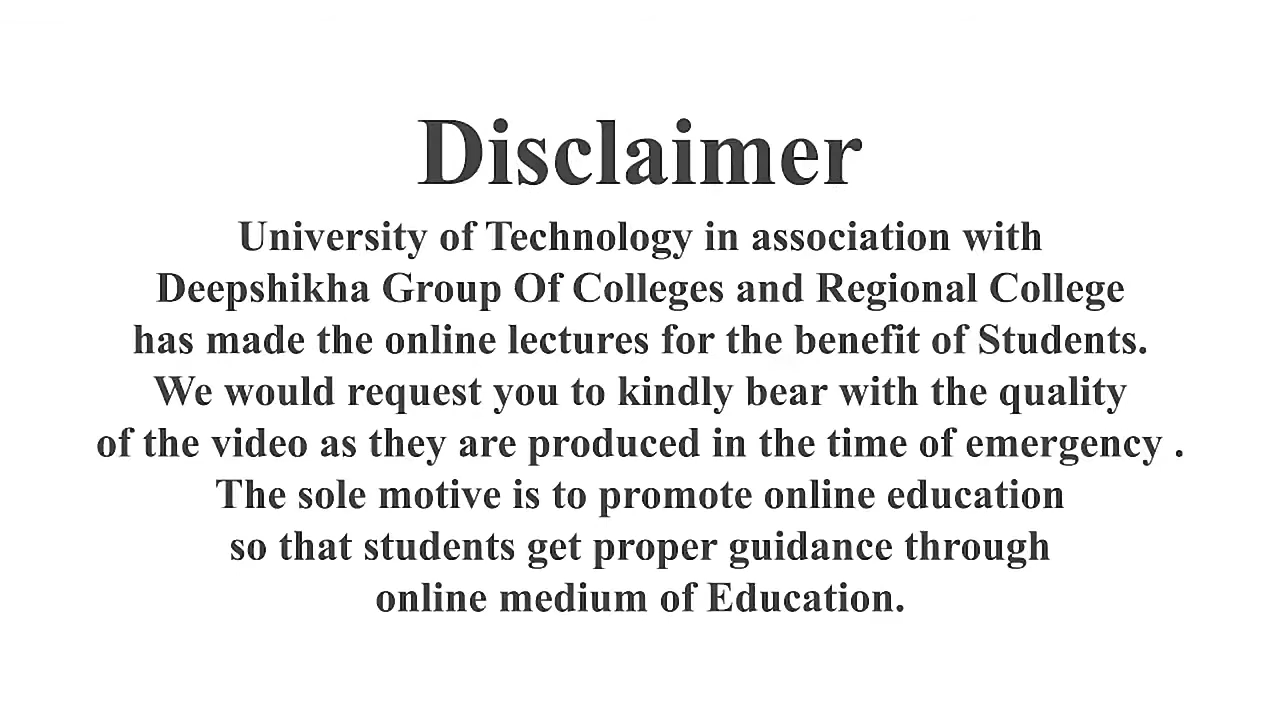 Disclaimer
University of Technology in association with
Deepshikha Group Of Colleges and Regional College
has made the online lectures for the benefit of Students.
We would request you to kindly bear with the quality
of the video as they are produced in the time of emergency .
The sole motive is to promote online education
so that students get proper guidance through
online medium of Education.